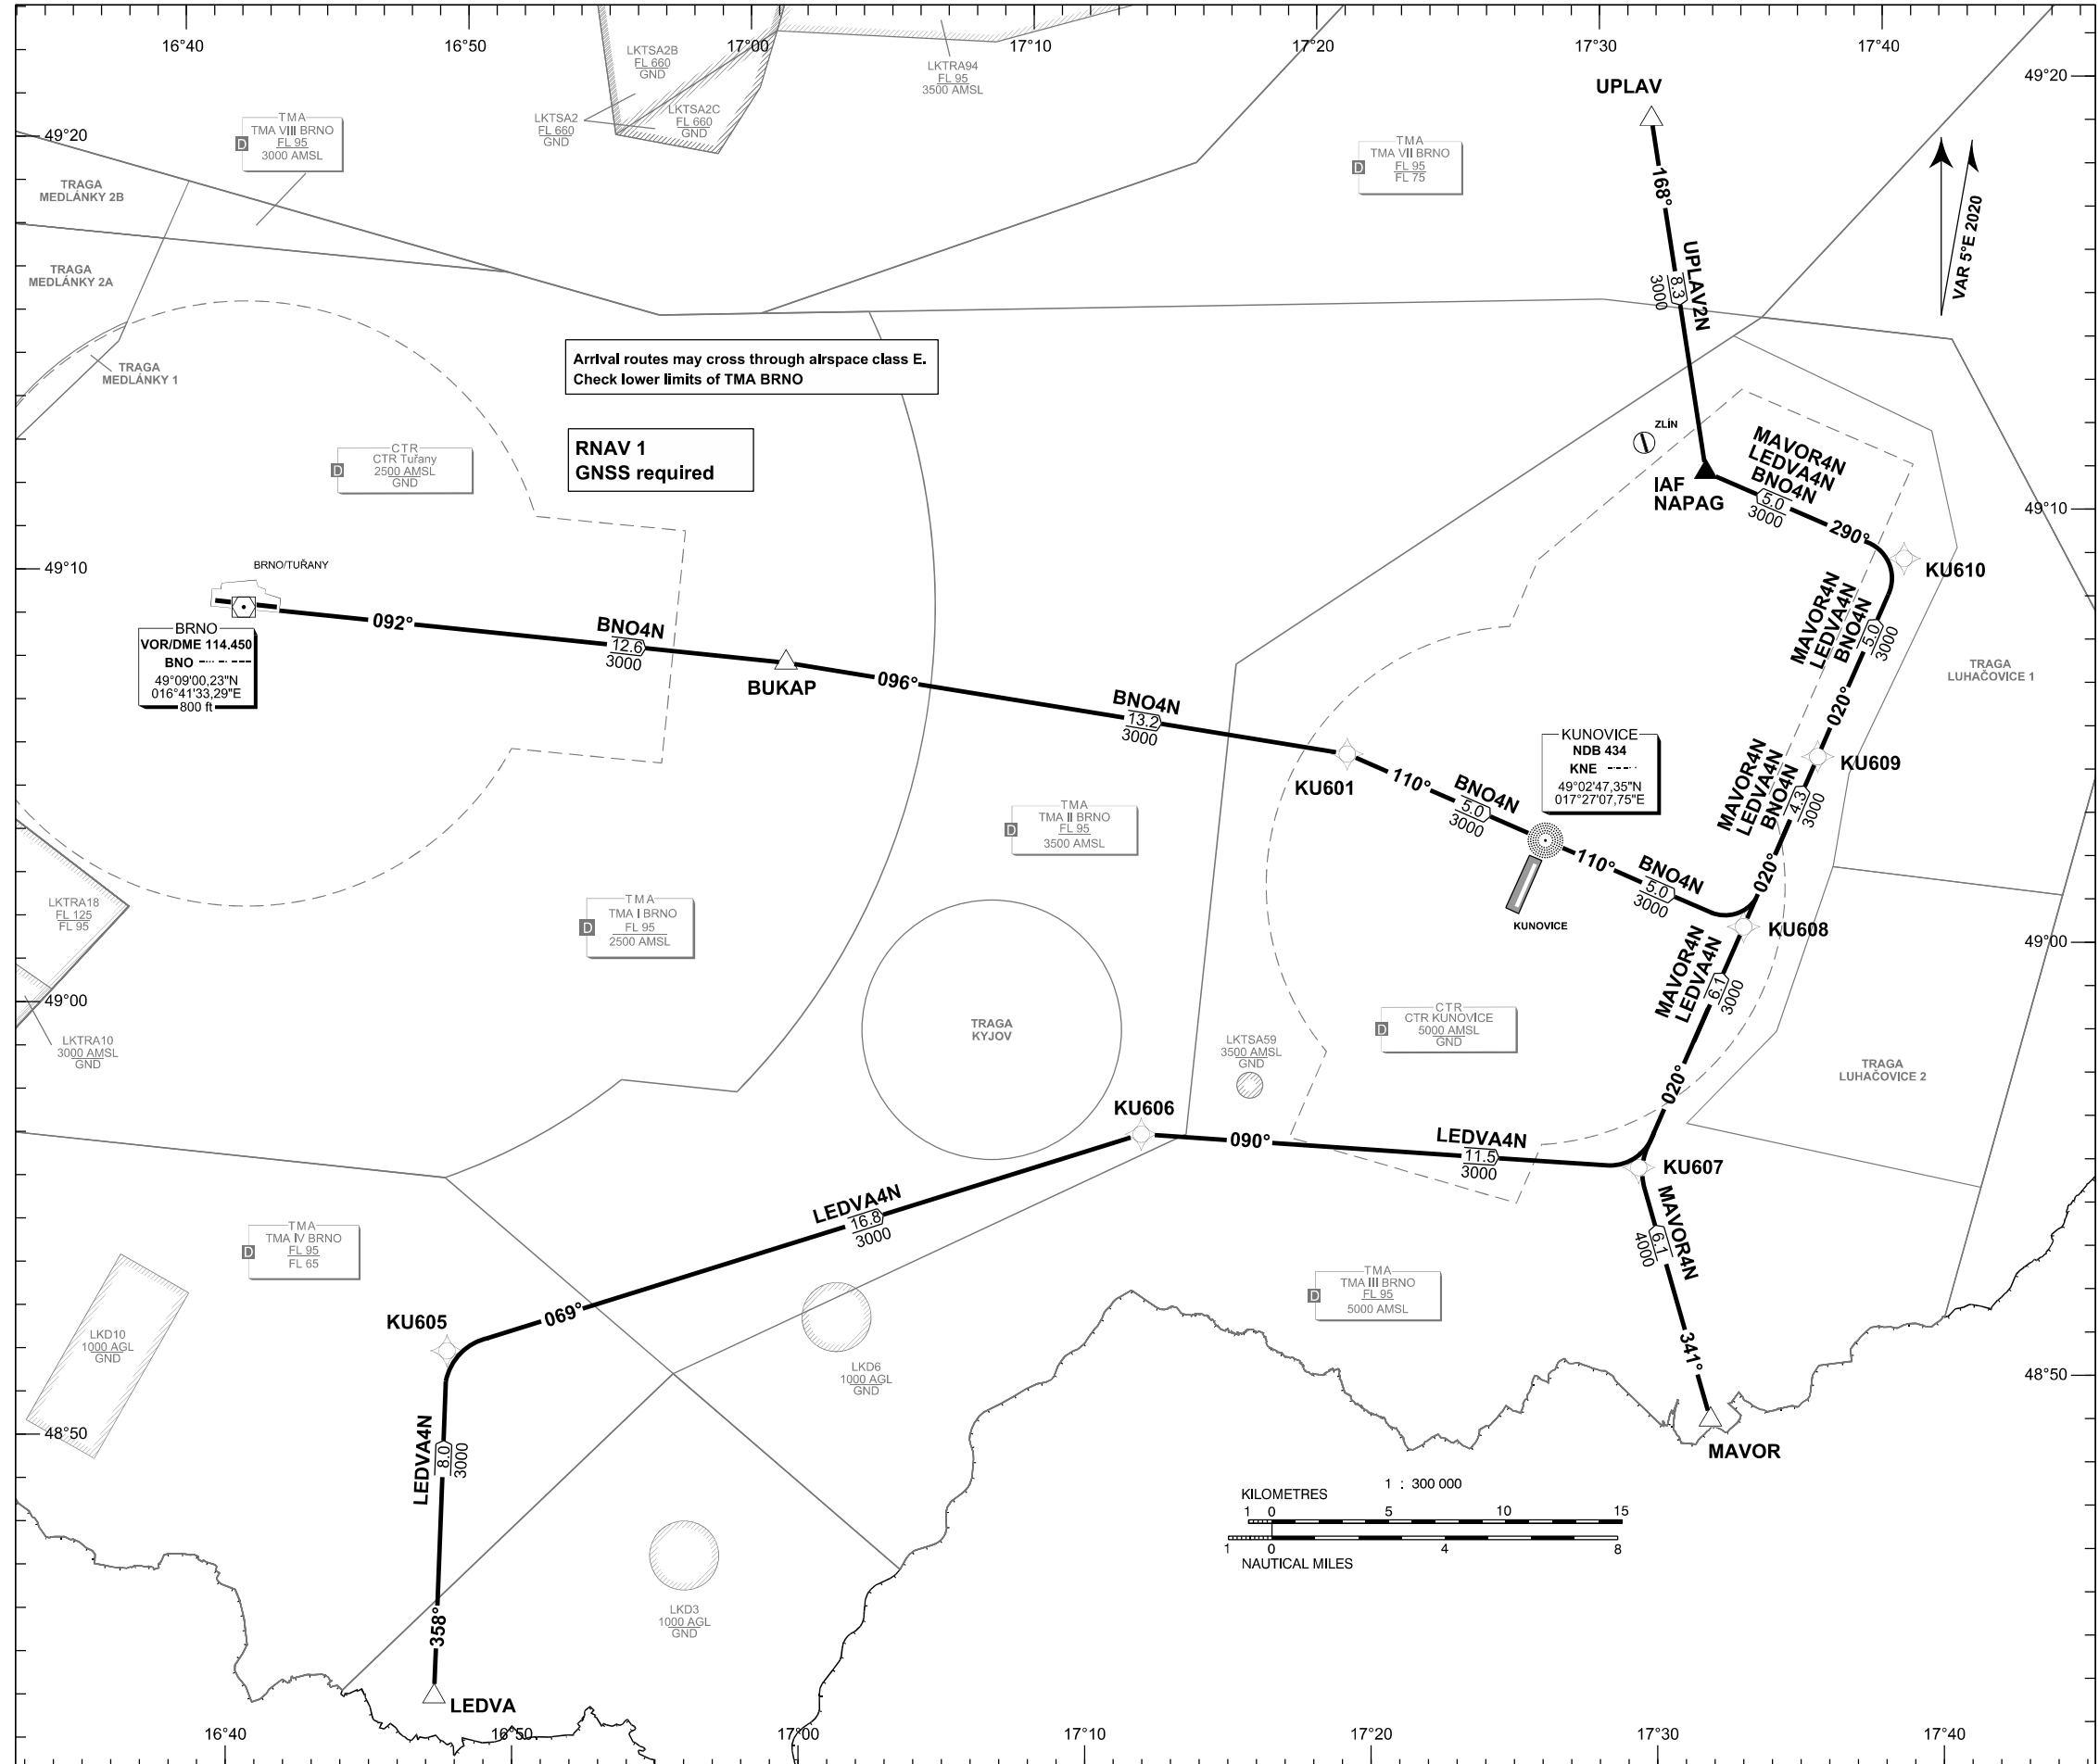 16°40
16°50
17°00
17°10
17°20
17°30
17°40
49°20
49°20
49°10
49°10
49°00
49°00
48°50
48°50
LKTSA2B
FL 660
GND
LKTSA2
FL 660
GND
LKTSA2C
FL 660
GND
LKTRA94
FL 95
3500 AMSL
TMA
TMA VIII BRNO
FL 95
3000 AMSL
D
TMA
TMA VII BRNO
FL 95
FL 75
D
UPLAV
168°
UPLAV2N
8.3
3000
VAR 5°E 2020
TRAGA
MEDLÁNKY 2B
TRAGA
MEDLÁNKY 2A
TRAGA
MEDLÁNKY 1
Arrival routes may cross through airspace class E.
Check lower limits of TMA BRNO
RNAV 1
GNSS required
CTR
CTR Tuřany
2500 AMSL
GND
D
ZLÍN
IAF
NAPAG
MAVOR4N
LEDVA4N
BNO4N
5.0
3000
290°
KU610
MAVOR4N
LEDVA4N
BNO4N
5.0
3000
020°
TRAGA
LUHAČOVICE 1
BRNO/TUŘANY
BRNO
VOR/DME 114.450
BNO
49°09'00,23"N
016°41'33,29"E
800 ft
092°
BNO4N
12.6
3000
BUKAP
096°
BNO4N
13.2
3000
KU601
110°
BNO4N
5.0
3000
KUNOVICE
NDB 434
KNE
49°02'47,35"N
017°27'07,75"E
KU609
MAVOR4N
LEDVA4N
BNO4N
4.3
3000
020°
110°
BNO4N
5.0
3000
KUNOVICE
KU608
MAVOR4N
LEDVA4N
6.1
3000
020°
TMA
TMA II BRNO
FL 95
3500 AMSL
D
TMA
TMA I BRNO
FL 95
2500 AMSL
D
LKTRA18
FL 125
FL 95
LKTRA10
3000 AMSL
GND
TRAGA
KYJOV
LKTSA59
3500 AMSL
GND
CTR
CTR KUNOVICE
5000 AMSL
GND
D
TRAGA
LUHAČOVICE 2
KU606
090°
LEDVA4N
11.5
3000
KU607
MAVOR4N
6.1
4000
341°
MAVOR
LEDVA4N
16.8
3000
069°
KU605
LEDVA4N
8.0
3000
358°
LEDVA
TMA
TMA IV BRNO
FL 95
FL 65
D
TMA
TMA III BRNO
FL 95
5000 AMSL
D
LKD10
1000 AGL
GND
LKD6
1000 AGL
GND
LKD3
1000 AGL
GND
1 : 300 000
KILOMETRES
1 0 5 10 15
1 0 4 8
NAUTICAL MILES
16°40
16°50
17°00
17°10
17°20
17°30
17°40